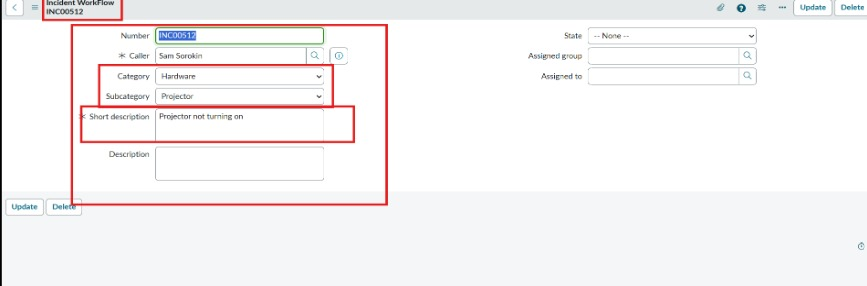 Incident WorkFlow
INC00512
Update Delete
Number INC00512
State -- None --
* Caller Sam Sorokin
Assigned group
Category Hardware
Assigned to
Subcategory Projector
* Short description Projector not turning on
Description
Update Delete